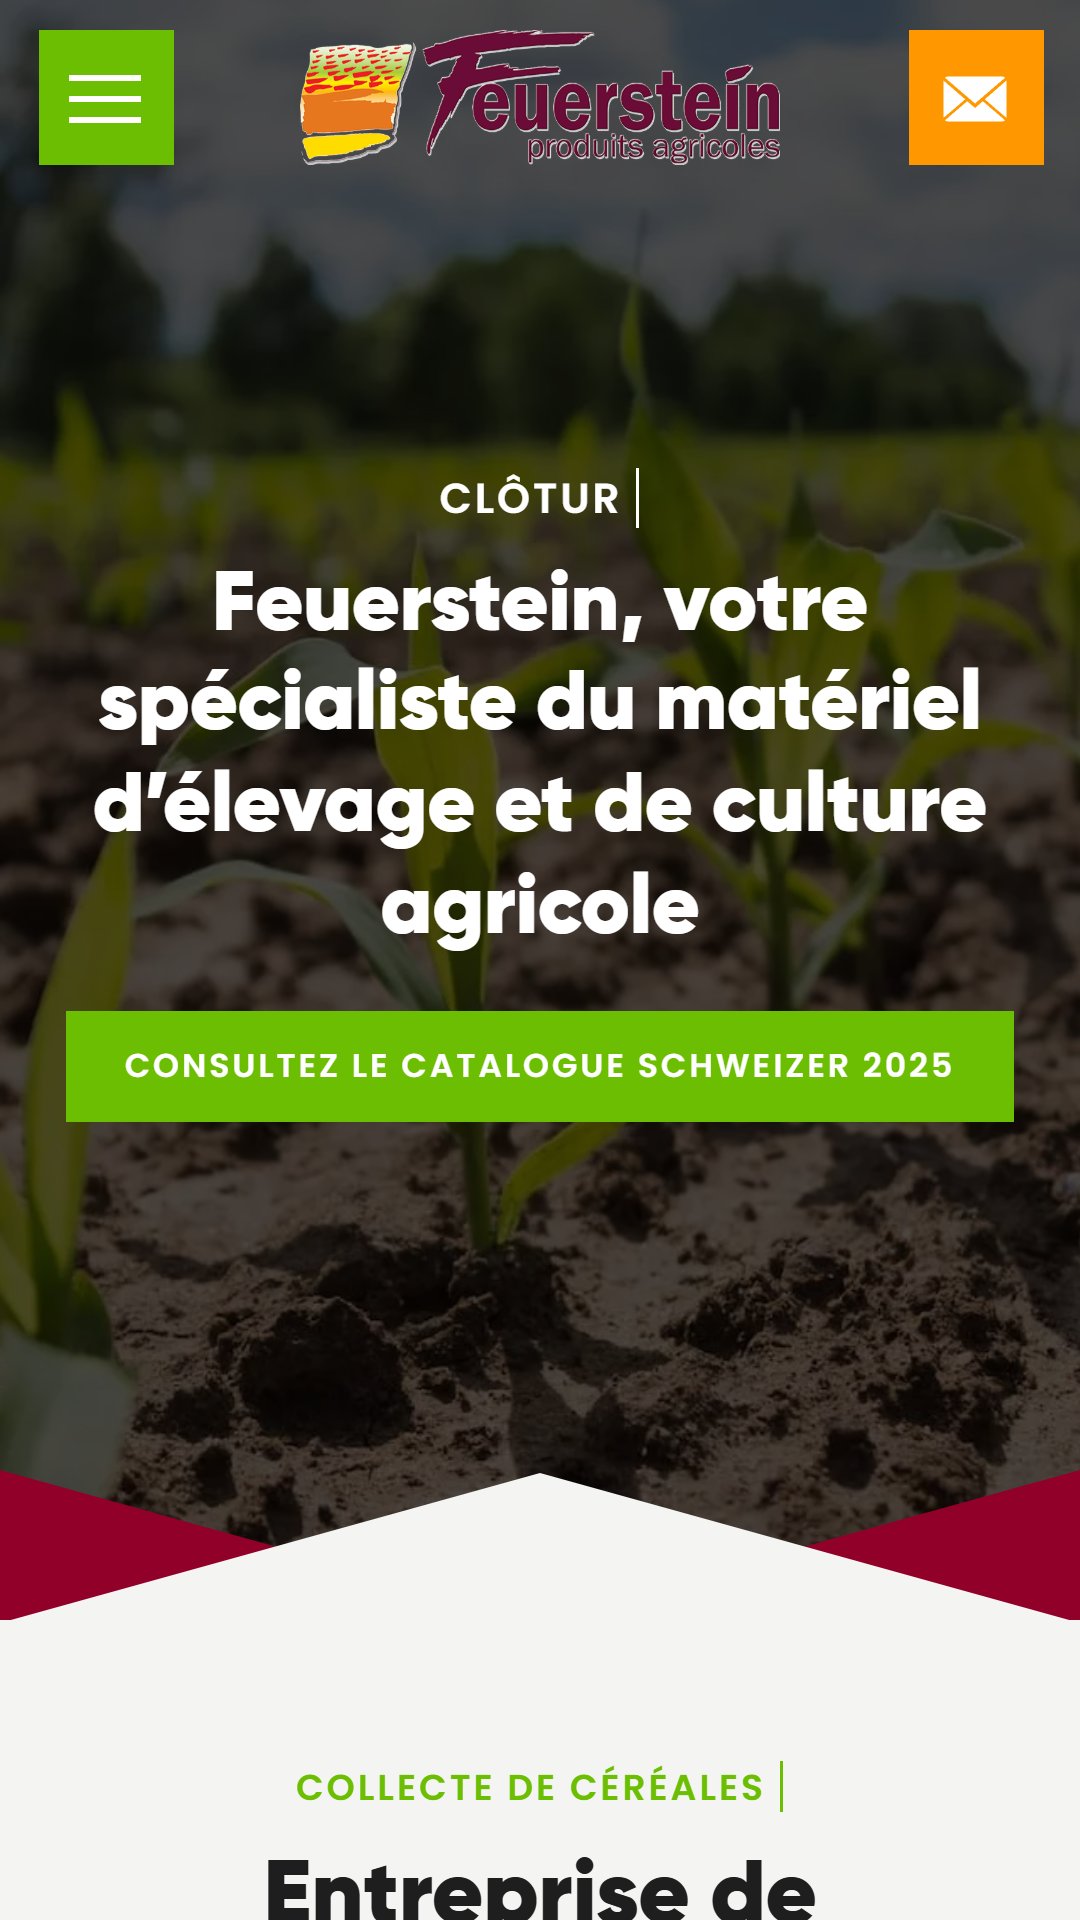 Feuerstein
produits agricoles
CLÔTUR
Feuerstein, votre
spécialiste du matériel
d’élevage et de culture
agricole
CONSULTEZ LE CATALOGUE SCHWEIZER 2025
COLLECTE DE CÉRÉALES
Entreprise de